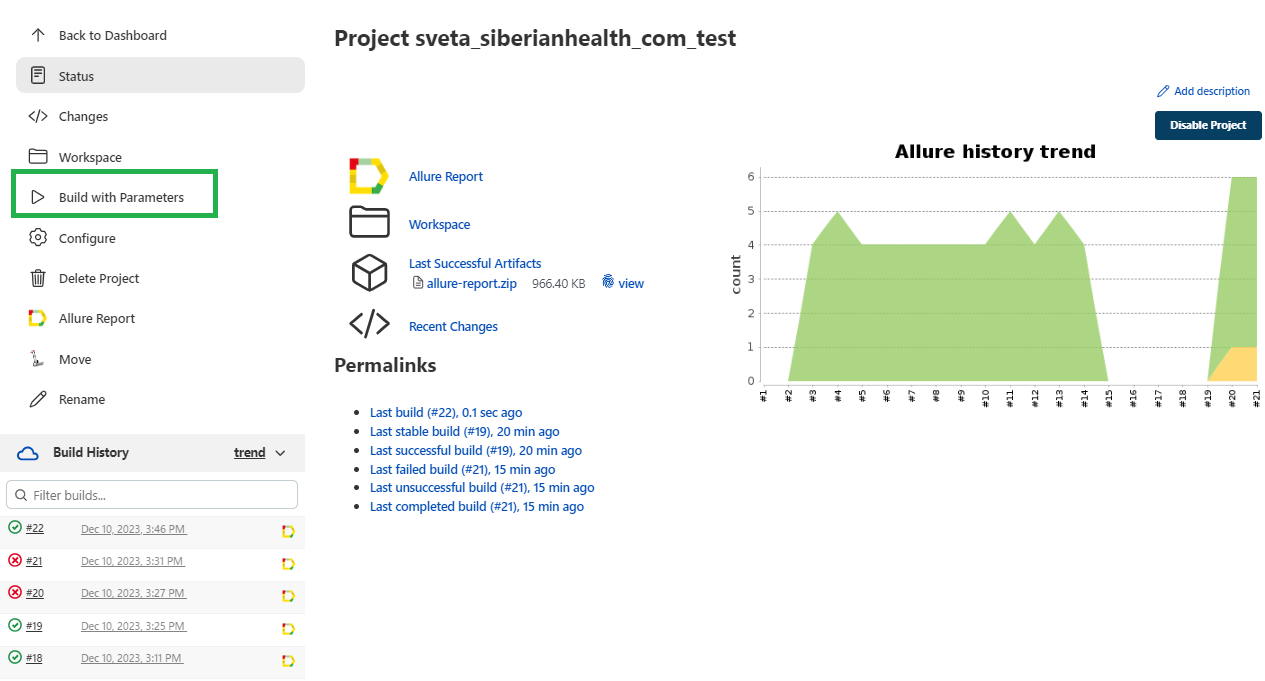 Back to Dashboard
Status
Changes
Workspace
Build with Parameters
Configure
Delete Project
Allure Report
Move
Rename
Build History trend
Filter builds...
#22 Dec 10, 2023, 3:46 PM
#21 Dec 10, 2023, 3:31 PM
#20 Dec 10, 2023, 3:27 PM
#19 Dec 10, 2023, 3:25 PM
#18 Dec 10, 2023, 3:11 PM
Project sveta_siberianhealth_com_test
Add description
Disable Project
Allure Report
Workspace
Last Successful Artifacts
allure-report.zip 966.40 KB view
Recent Changes
Permalinks
Last build (#22), 0.1 sec ago
Last stable build (#19), 20 min ago
Last successful build (#19), 20 min ago
Last failed build (#21), 15 min ago
Last unsuccessful build (#21), 15 min ago
Last completed build (#21), 15 min ago
Allure history trend
count
6
5
4
3
2
1
0
#1 #2 #3 #4 #5 #6 #7 #8 #9 #10 #11 #12 #13 #14 #15 #16 #17 #18 #19 #20 #21